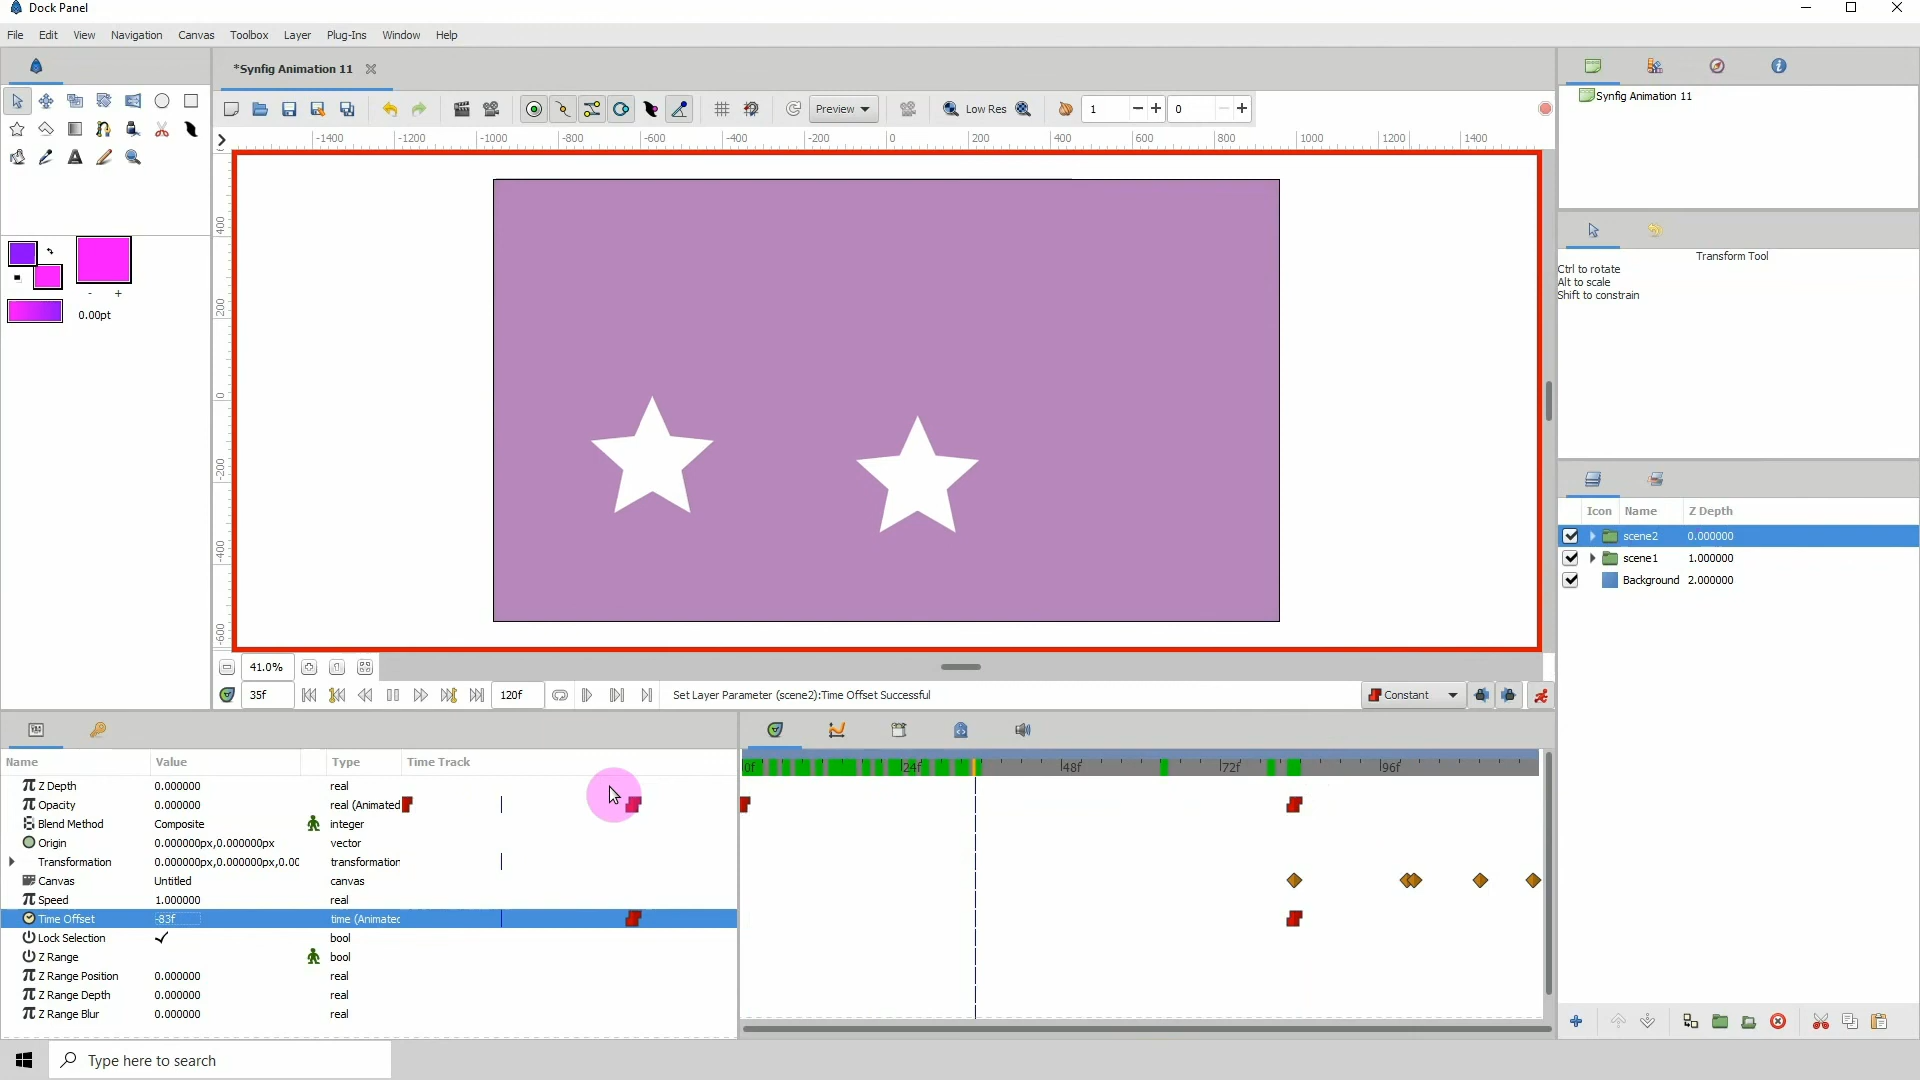 Dock Panel
File Edit View Navigation Canvas Toolbox Layer Plug-Ins Window Help
*Synfig Animation 11
Preview Low Res 1 0
-1400 -1200 -1000 -800 -600 -400 -200 0 200 400 600 800 1000 1200 1400
400
200
0
-200
-400
-600
41.0%
35f 120f Set Layer Parameter (scene2):Time Offset Successful Constant
- +
0.00pt
Synfig Animation 11
Transform Tool
Ctrl to rotate
Alt to scale
Shift to constrain
Icon Name Z Depth
scene2 0.000000
scene1 1.000000
Background 2.000000
Name Value Type Time Track
0f 24f 48f 72f 96f
Z Depth 0.000000 real
Opacity 0.000000 real (Animated
Blend Method Composite integer
Origin 0.000000px,0.000000px vector
Transformation 0.000000px,0.000000px,0.00 transformation
Canvas Untitled canvas
Speed 1.000000 real
Time Offset -83f time (Animated
Lock Selection bool
Z Range bool
Z Range Position 0.000000 real
Z Range Depth 0.000000 real
Z Range Blur 0.000000 real
Type here to search